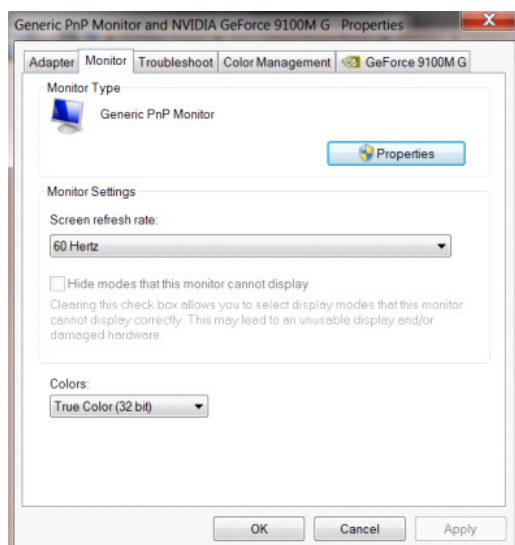 Generic PnP Monitor and NVIDIA GeForce 9100M G Properties
Adapter Monitor Troubleshoot Color Management GeForce 9100M G
Monitor Type
Generic PnP Monitor
Properties
Monitor Settings
Screen refresh rate:
60 Hertz
Hide modes that this monitor cannot display
Clearing this check box allows you to select display modes that this monitor
cannot display correctly. This may lead to an unusable display and/or
damaged hardware.
Colors:
True Color (32 bit)
OK Cancel Apply